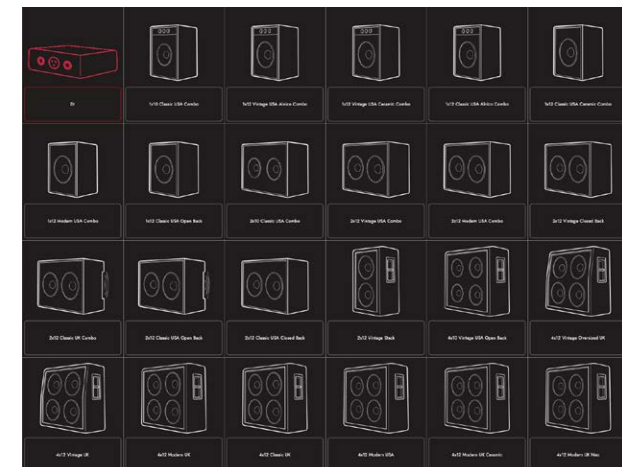 DI
1x10 Classic USA Combo
1x12 Vintage USA Alnico Combo
1x12 Vintage USA Ceramic Combo
1x12 Classic USA Alnico Combo
1x12 Classic USA Ceramic Combo
1x12 Modern USA Combo
1x12 Classic USA Open Back
2x10 Classic USA Combo
2x12 Vintage USA Combo
2x12 Modern USA Combo
2x12 Vintage Closed Back
2x12 Classic UK Combo
2x12 Classic USA Open Back
2x12 Classic USA Closed Back
2x12 Vintage Stack
4x12 Vintage USA Open Back
4x12 Vintage Oversized UK
4x12 Vintage UK
4x12 Modern UK
4x12 Classic UK
4x12 Modern USA
4x12 Modern UK Ceramic
4x12 Modern UK Neo